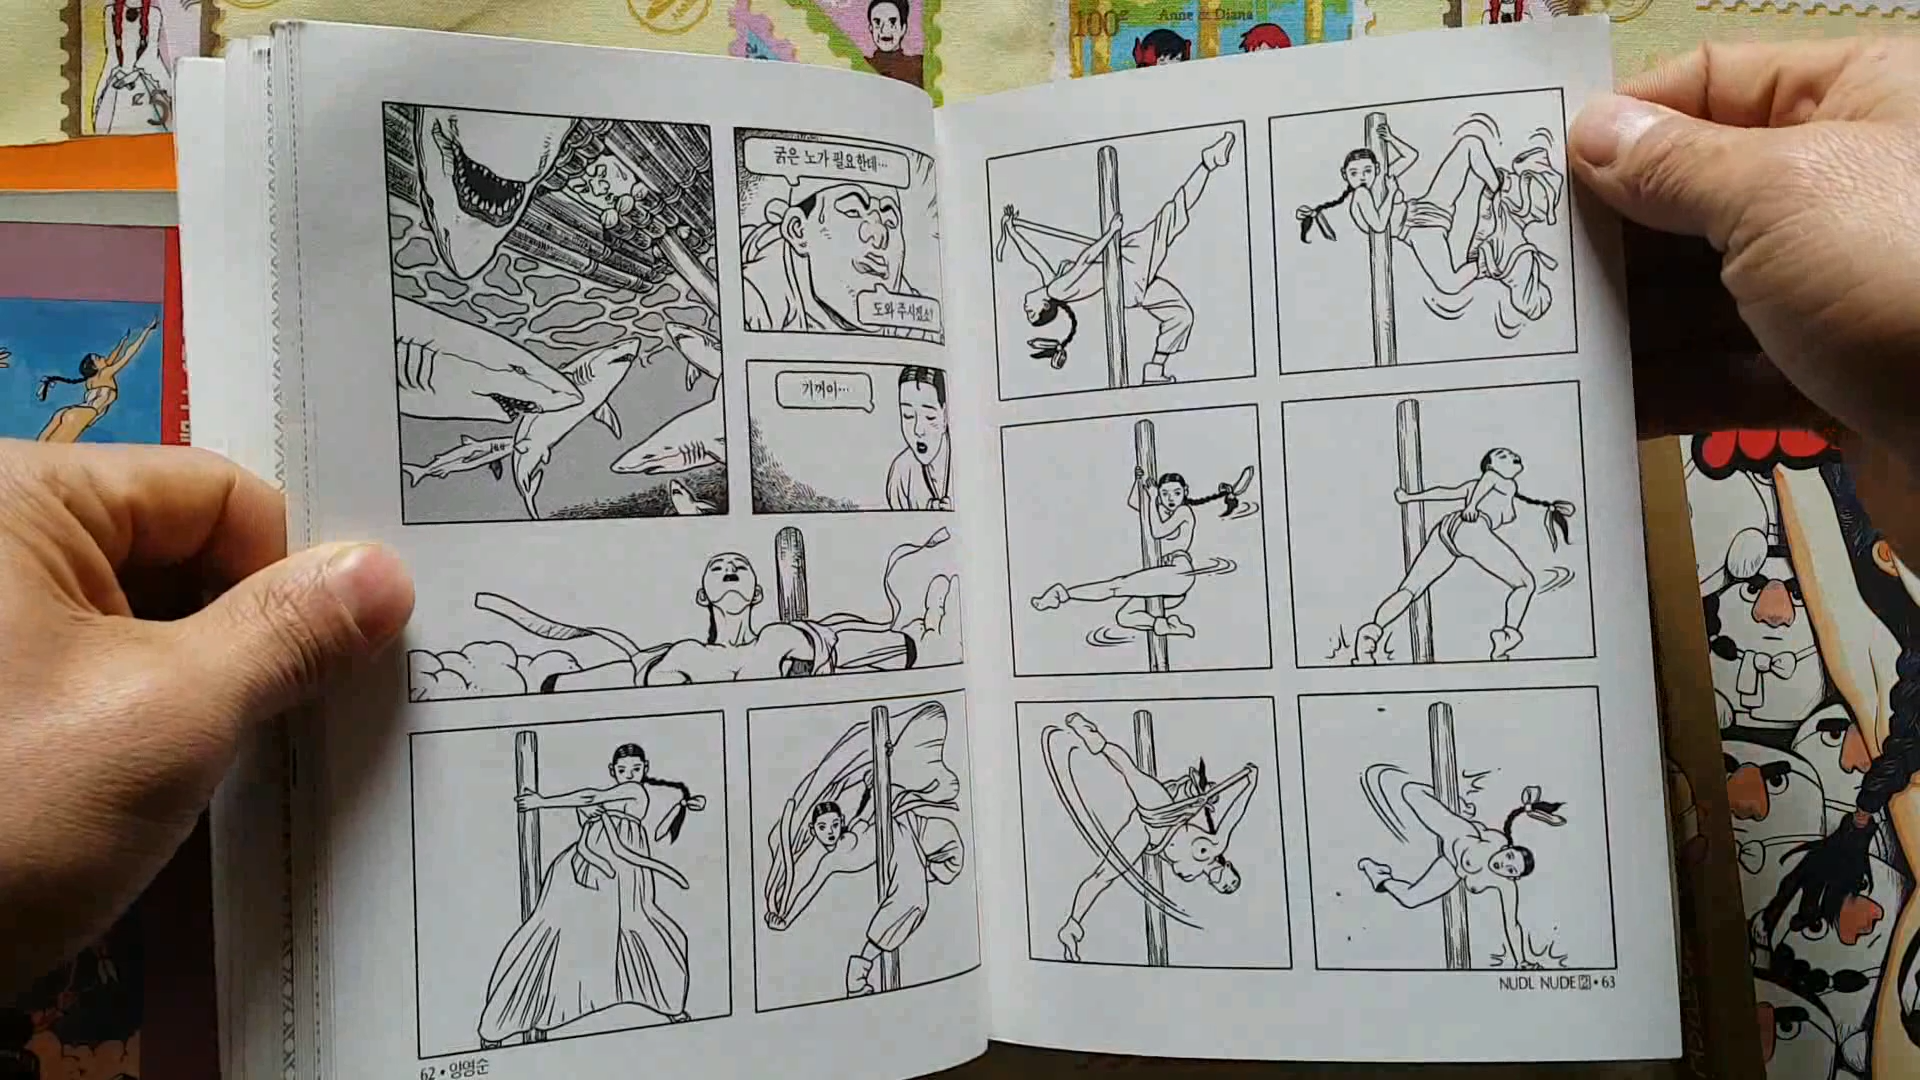 100
Anne & Diana
굵은 노가 필요한데…
도와 주시겠소!
기꺼이…
62 • 양영순
NUDL NUDE 2 • 63